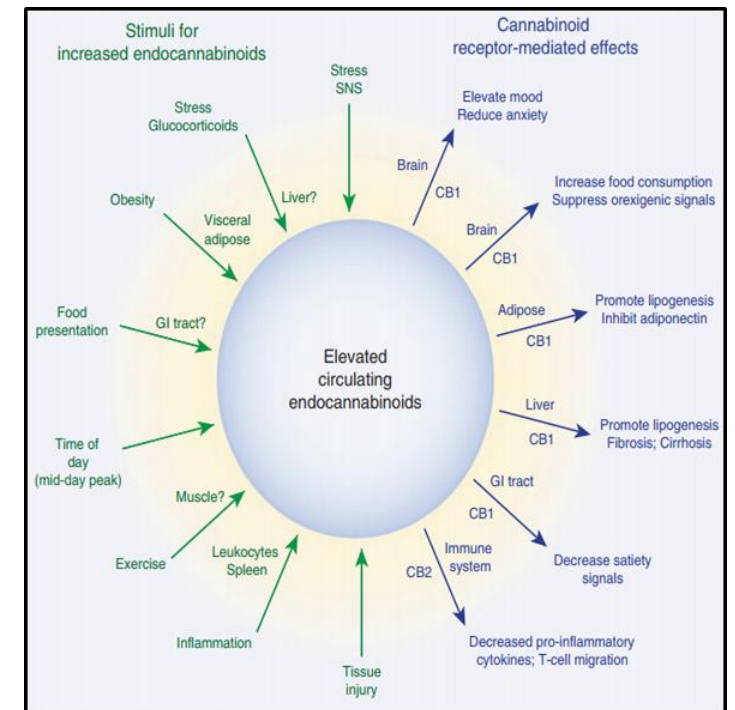 Stimuli for
increased endocannabinoids
Cannabinoid
receptor-mediated effects
Stress
SNS
Stress
Glucocorticoids
Liver?
Obesity
Visceral
adipose
Food
presentation
GI tract?
Time of
day
(mid-day peak)
Muscle?
Exercise
Leukocytes
Spleen
Inflammation
Tissue
injury
Elevated
circulating
endocannabinoids
Elevate mood
Reduce anxiety
Brain
CB1
Increase food consumption
Suppress orexigenic signals
Brain
CB1
Adipose
CB1
Promote lipogenesis
Inhibit adiponectin
Liver
CB1
Promote lipogenesis
Fibrosis; Cirrhosis
GI tract
CB1
Decrease satiety
signals
Immune
system
CB2
Decreased pro-inflammatory
cytokines; T-cell migration